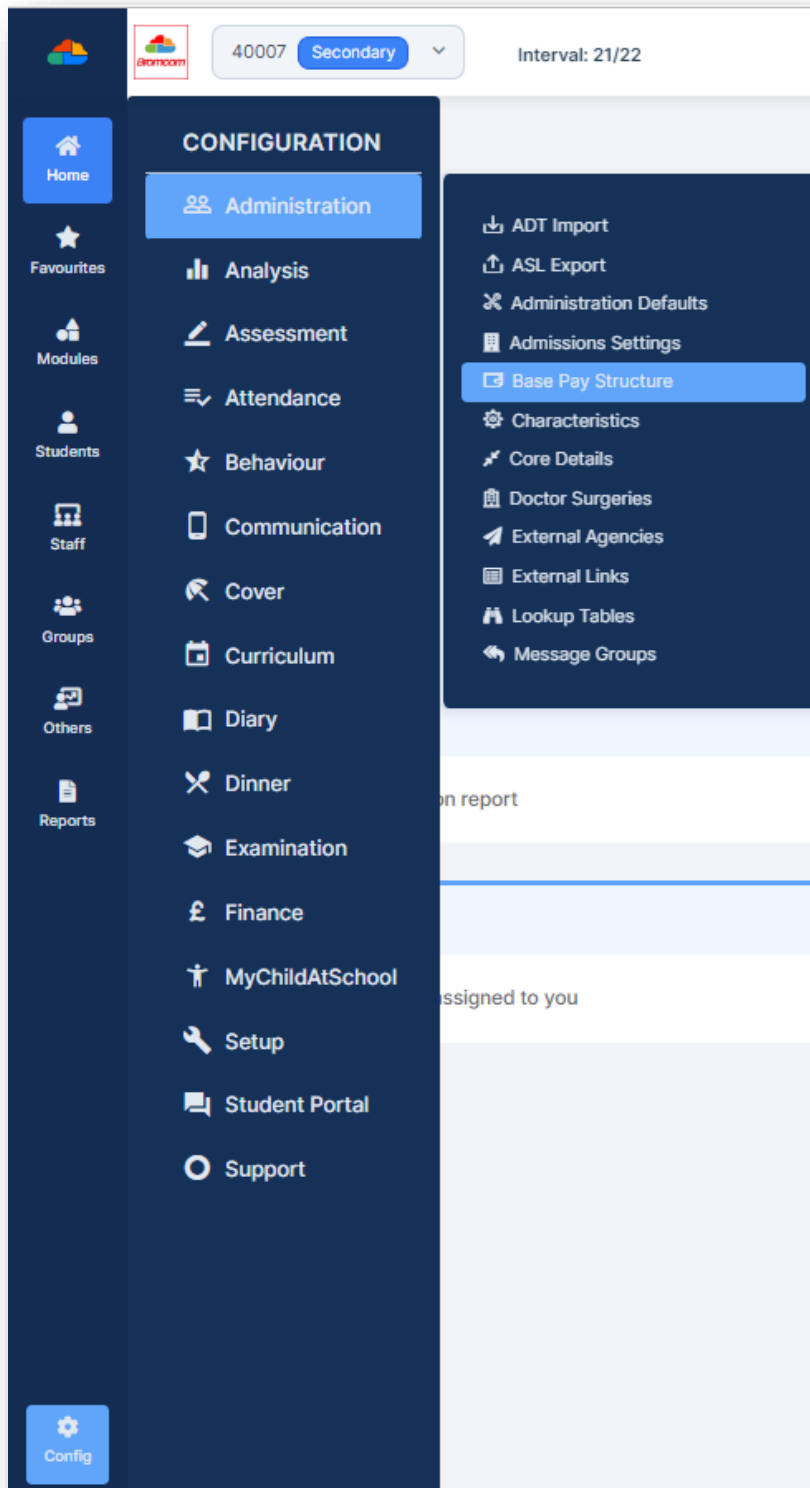 Bromcom
40007 Secondary
Interval: 21/22
Home
Favourites
Modules
Students
Staff
Groups
Others
Reports
Config
CONFIGURATION
Administration
Analysis
Assessment
Attendance
Behaviour
Communication
Cover
Curriculum
Diary
Dinner
Examination
£ Finance
MyChildAtSchool
Setup
Student Portal
Support
ADT Import
ASL Export
Administration Defaults
Admissions Settings
Base Pay Structure
Characteristics
Core Details
Doctor Surgeries
External Agencies
External Links
Lookup Tables
Message Groups
on report
assigned to you